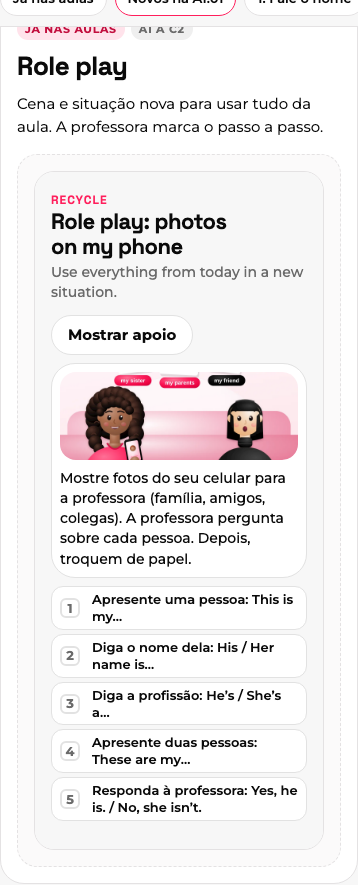 Já nas aulas
Novos na A1.01
1. Fale o nome
JÁ NAS AULAS
A1 A C2
Role play
Cena e situação nova para usar tudo da
aula. A professora marca o passo a passo.
RECYCLE
Role play: photos
on my phone
Use everything from today in a new
situation.
Mostrar apoio
my sister
my parents
my friend
Mostre fotos do seu celular para
a professora (família, amigos,
colegas). A professora pergunta
sobre cada pessoa. Depois,
troquem de papel.
1 Apresente uma pessoa: This is
my...
2 Diga o nome dela: His / Her
name is...
3 Diga a profissão: He’s / She’s
a...
4 Apresente duas pessoas:
These are my...
5 Responda à professora: Yes, he
is. / No, she isn’t.